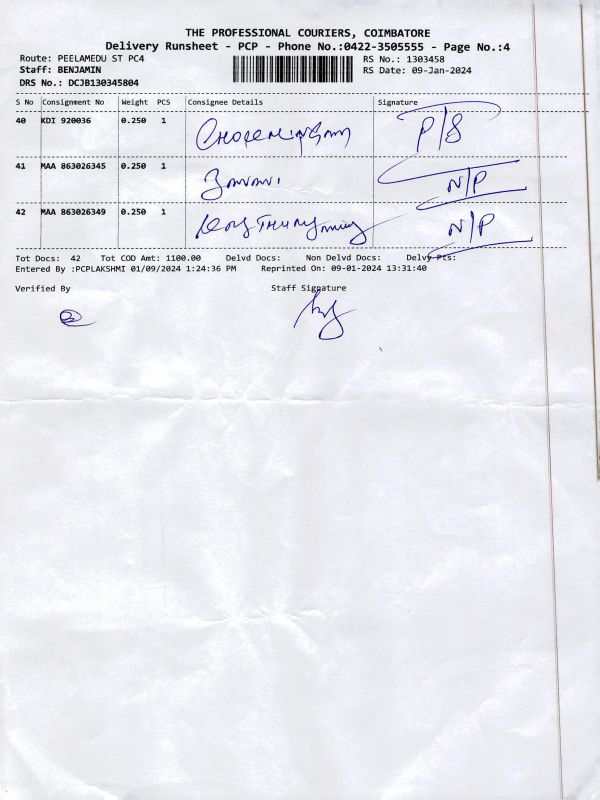 THE PROFESSIONAL COURIERS, COIMBATORE
Delivery Runsheet - PCP - Phone No.:0422-3505555 - Page No.:4
Route: PEELAMEDU ST PC4 RS No.: 1303458
Staff: BENJAMIN RS Date: 09-Jan-2024
DRS No.: DCJB130345804
S No Consignment No Weight PCS Consignee Details Signature
40 KDI 920036 0.250 1 P/S
41 MAA 863026345 0.250 1 N/P
42 MAA 863026349 0.250 1 N/P
Tot Docs: 42 Tot COD Amt: 1100.00 Delvd Docs: Non Delvd Docs: Delvy Pts:
Entered By :PCPLAKSHMI 01/09/2024 1:24:36 PM Reprinted On: 09-01-2024 13:31:40
Verified By Staff Signature